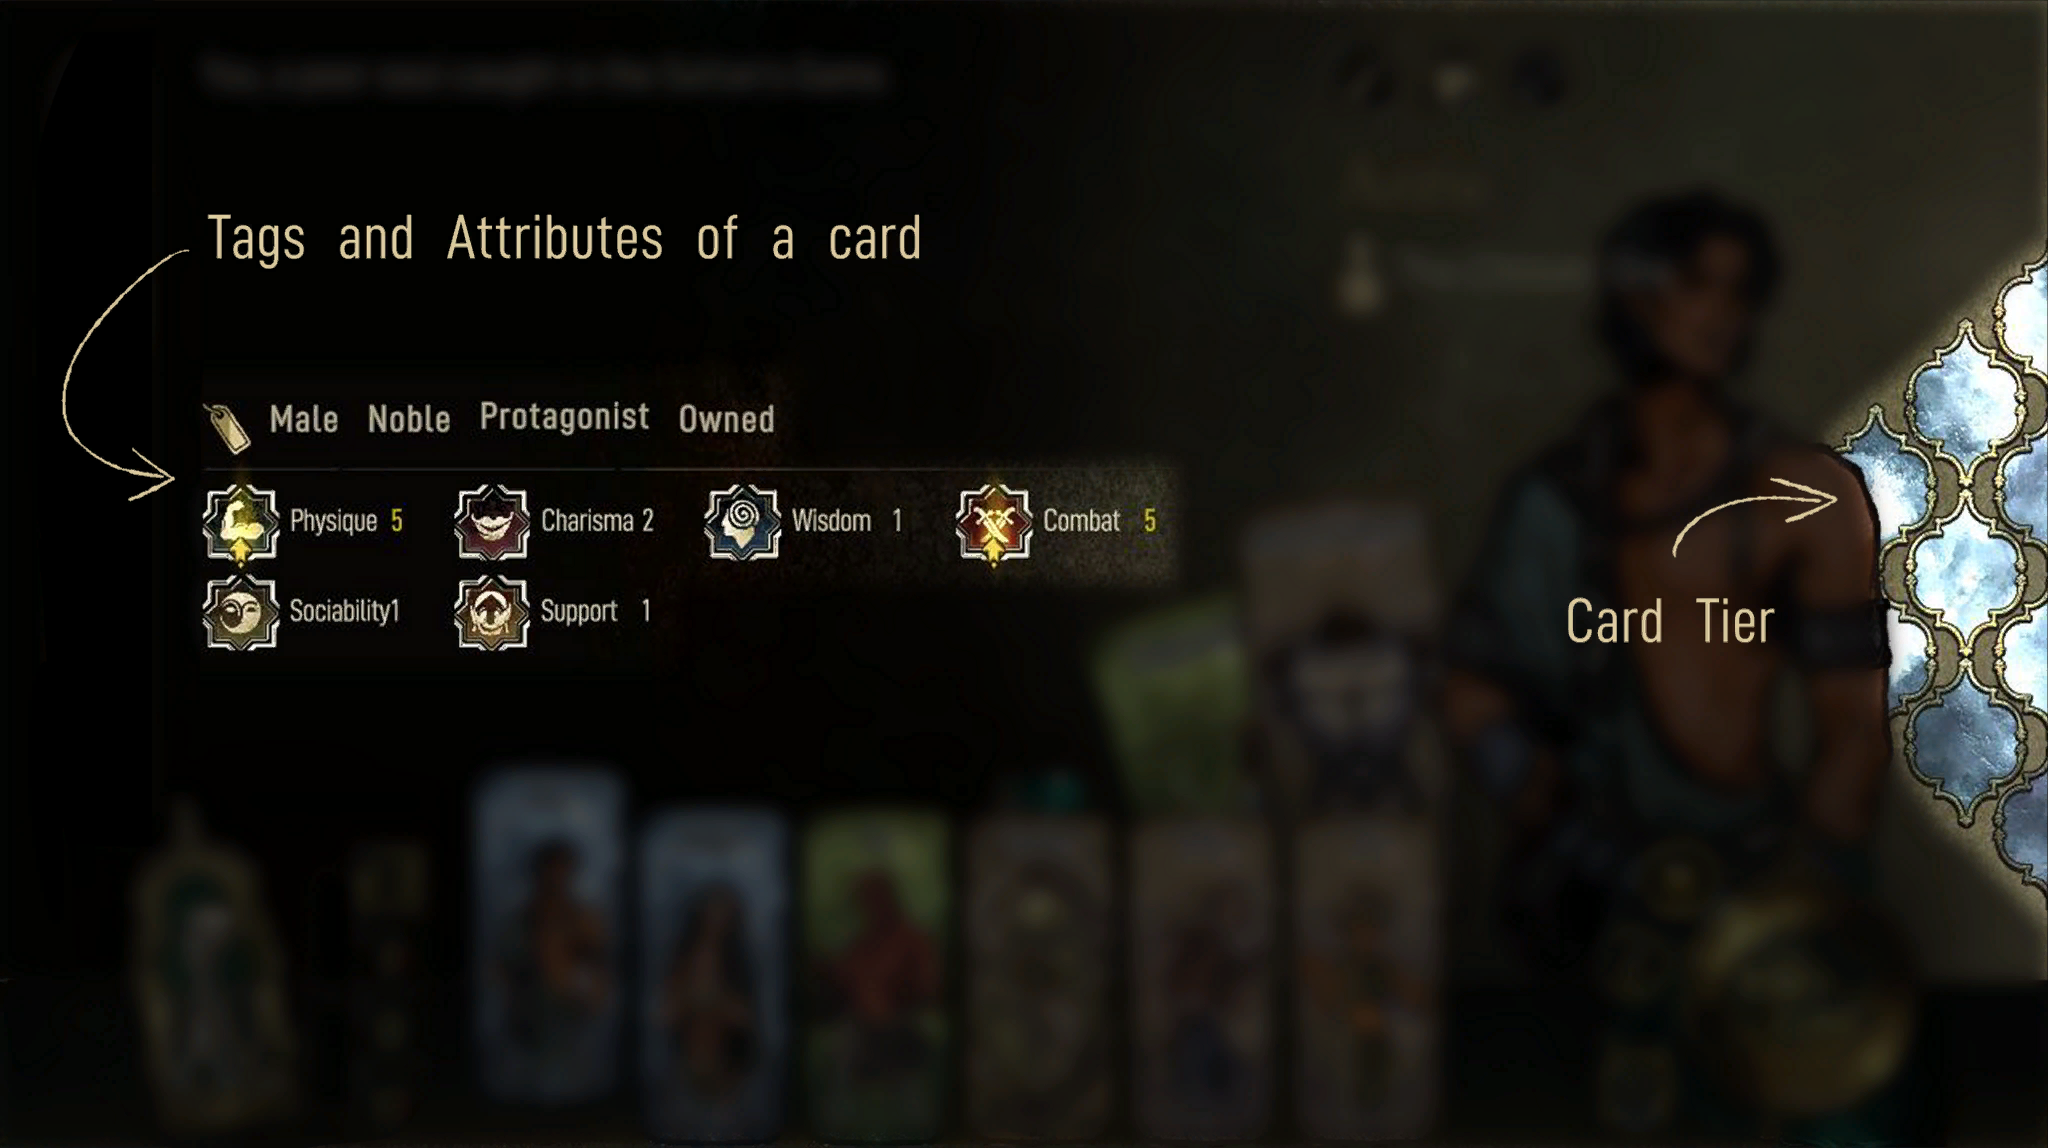 Tags and Attributes of a card
Male Noble Protagonist Owned
Physique 5 Charisma 2 Wisdom 1 Combat 5
Sociability1 Support 1
Card Tier